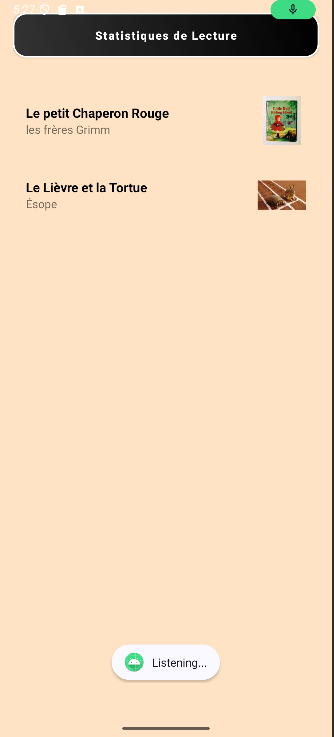 5:27
Statistiques de Lecture
Le petit Chaperon Rouge
les frères Grimm
Le Lièvre et la Tortue
Ésope
Listening...